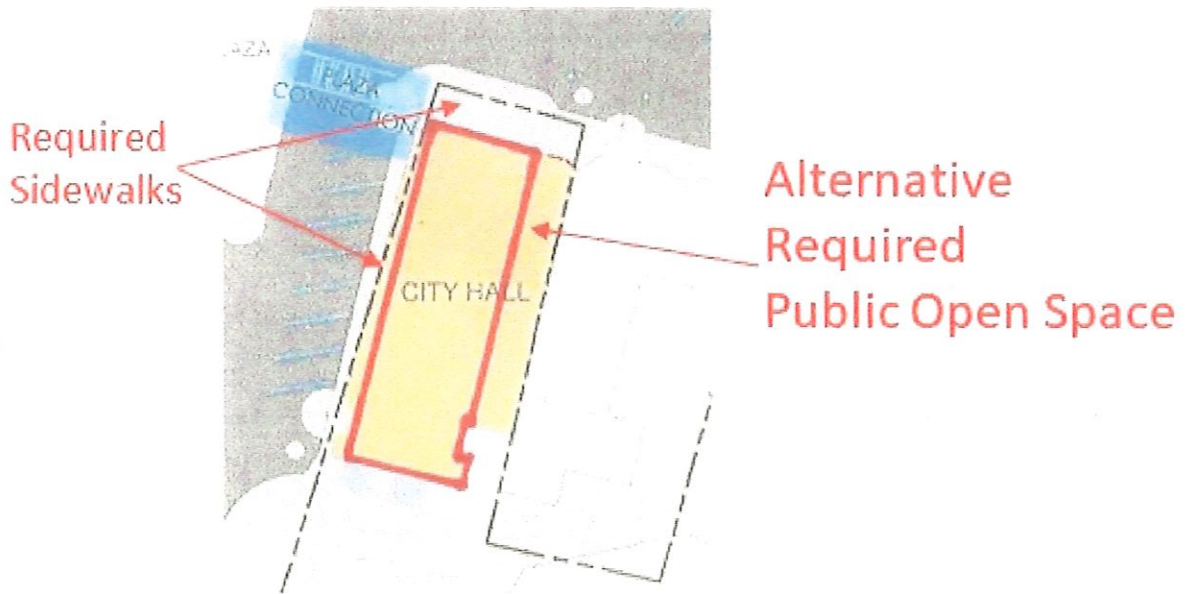 PLAZA
CONNECTION
Required
Sidewalks
Alternative
Required
Public Open Space
CITY HALL